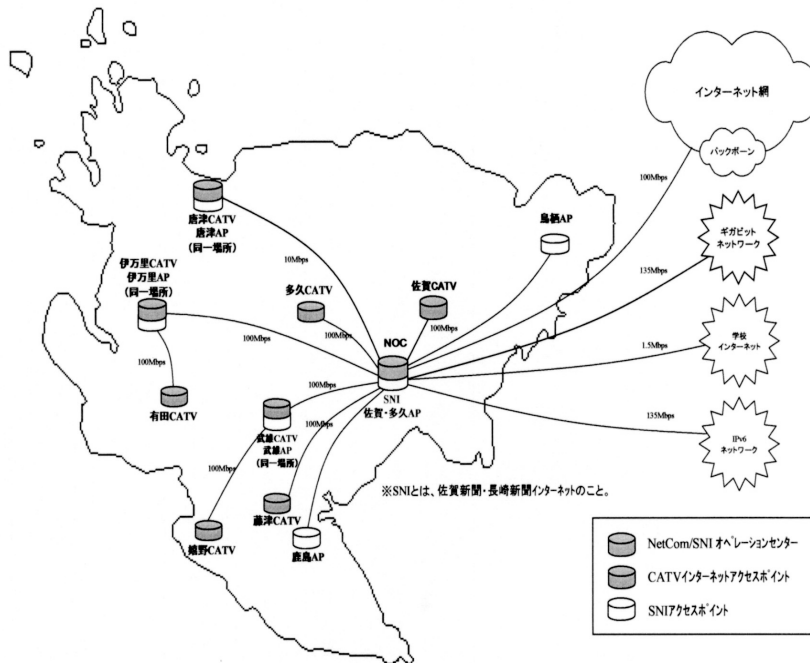 インターネット網
バックボーン
100Mbps
ギガビット
ネットワーク
135Mbps
学校
インターネット
1.5Mbps
IPv6
ネットワーク
135Mbps
唐津CATV
唐津AP
(同一場所)
10Mbps
鳥栖AP
伊万里CATV
伊万里AP
(同一場所)
100Mbps
多久CATV
100Mbps
佐賀CATV
100Mbps
NOC
SNI
佐賀・多久AP
100Mbps
有田CATV
100Mbps
武雄CATV
武雄AP
(同一場所)
100Mbps
100Mbps
藤津CATV
嬉野CATV
鹿島AP
※SNIとは、佐賀新聞・長崎新聞インターネットのこと。
NetCom/SNI オペレーションセンター
CATVインターネットアクセスポイント
SNIアクセスポイント